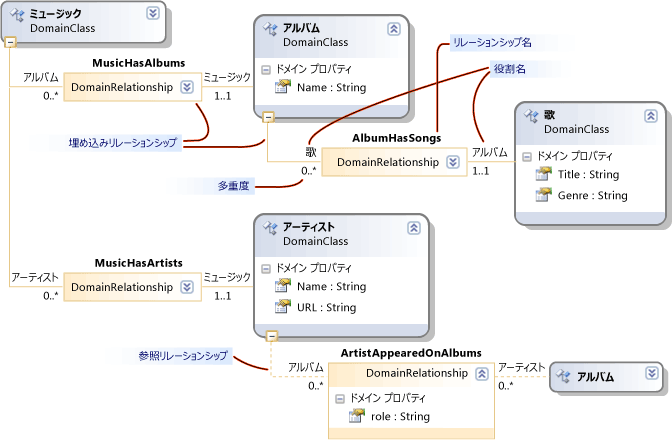 ミュージック
DomainClass
MusicHasAlbums
アルバム
0..*
DomainRelationship
ミュージック
1..1
アルバム
DomainClass
ドメイン プロパティ
Name : String
リレーションシップ名
役割名
埋め込みリレーションシップ
多重度
AlbumHasSongs
歌
0..*
DomainRelationship
アルバム
1..1
歌
DomainClass
ドメイン プロパティ
Title : String
Genre : String
MusicHasArtists
アーティスト
0..*
DomainRelationship
ミュージック
1..1
アーティスト
DomainClass
ドメイン プロパティ
Name : String
URL : String
参照リレーションシップ
ArtistAppearedOnAlbums
アルバム
0..*
DomainRelationship
ドメイン プロパティ
role : String
アーティスト
0..*
アルバム